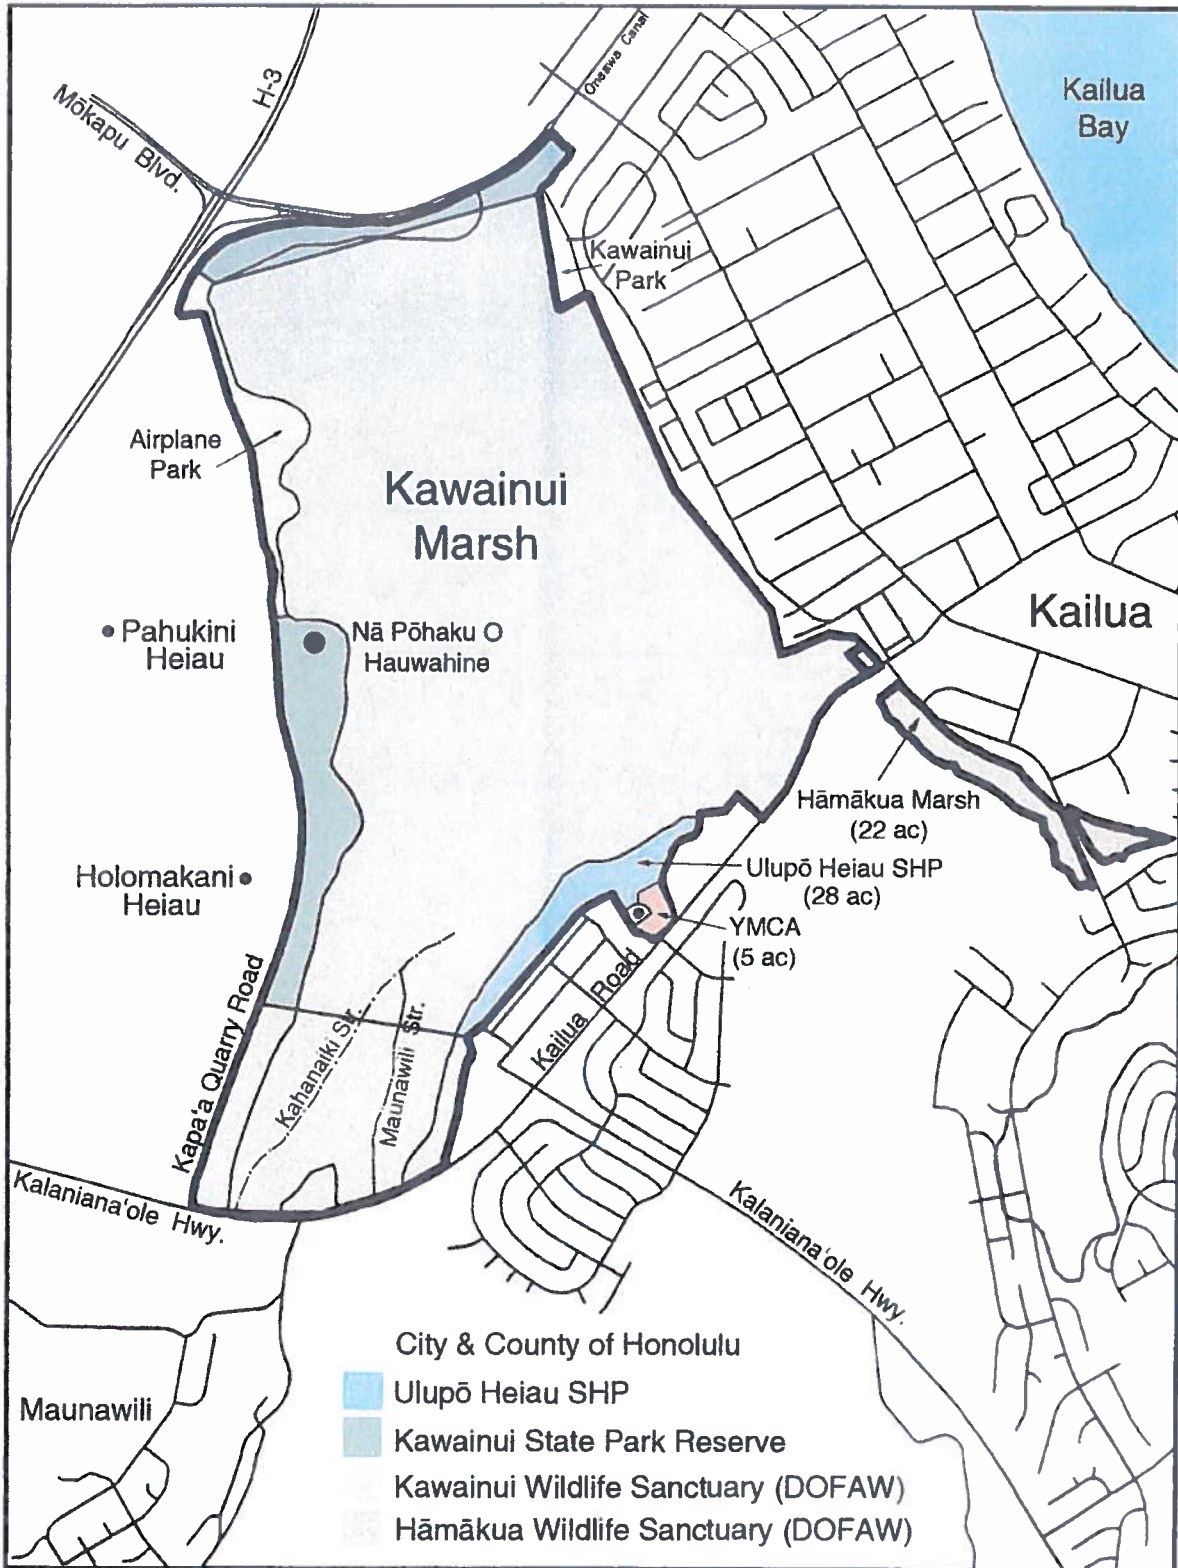 Oneawa Canal
H-3
Mōkapu Blvd.
Kailua
Bay
Kawainui
Park
Airplane
Park
Kawainui
Marsh
Pahukini
Heiau
Nā Pōhaku O
Hauwahine
Kailua
Hāmākua Marsh
(22 ac)
Holomakani
Heiau
Ulupō Heiau SHP
(28 ac)
YMCA
(5 ac)
Kapa'a Quarry Road
Kahanaiki Str.
Maunawili Str.
Kailua Road
Kalaniana'ole Hwy.
Kalaniana'ole Hwy.
City & County of Honolulu
Ulupō Heiau SHP
Maunawili
Kawainui State Park Reserve
Kawainui Wildlife Sanctuary (DOFAW)
Hāmākua Wildlife Sanctuary (DOFAW)